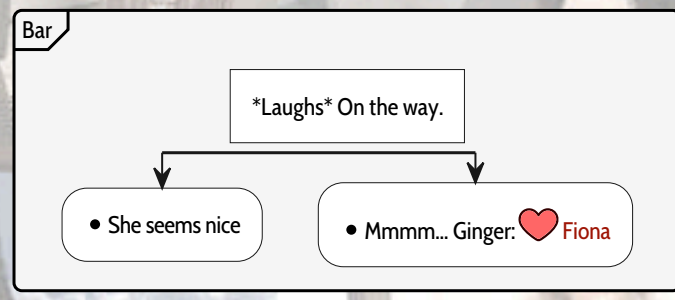 Bar
*Laughs* On the way.
• She seems nice
• Mmmm... Ginger: Fiona